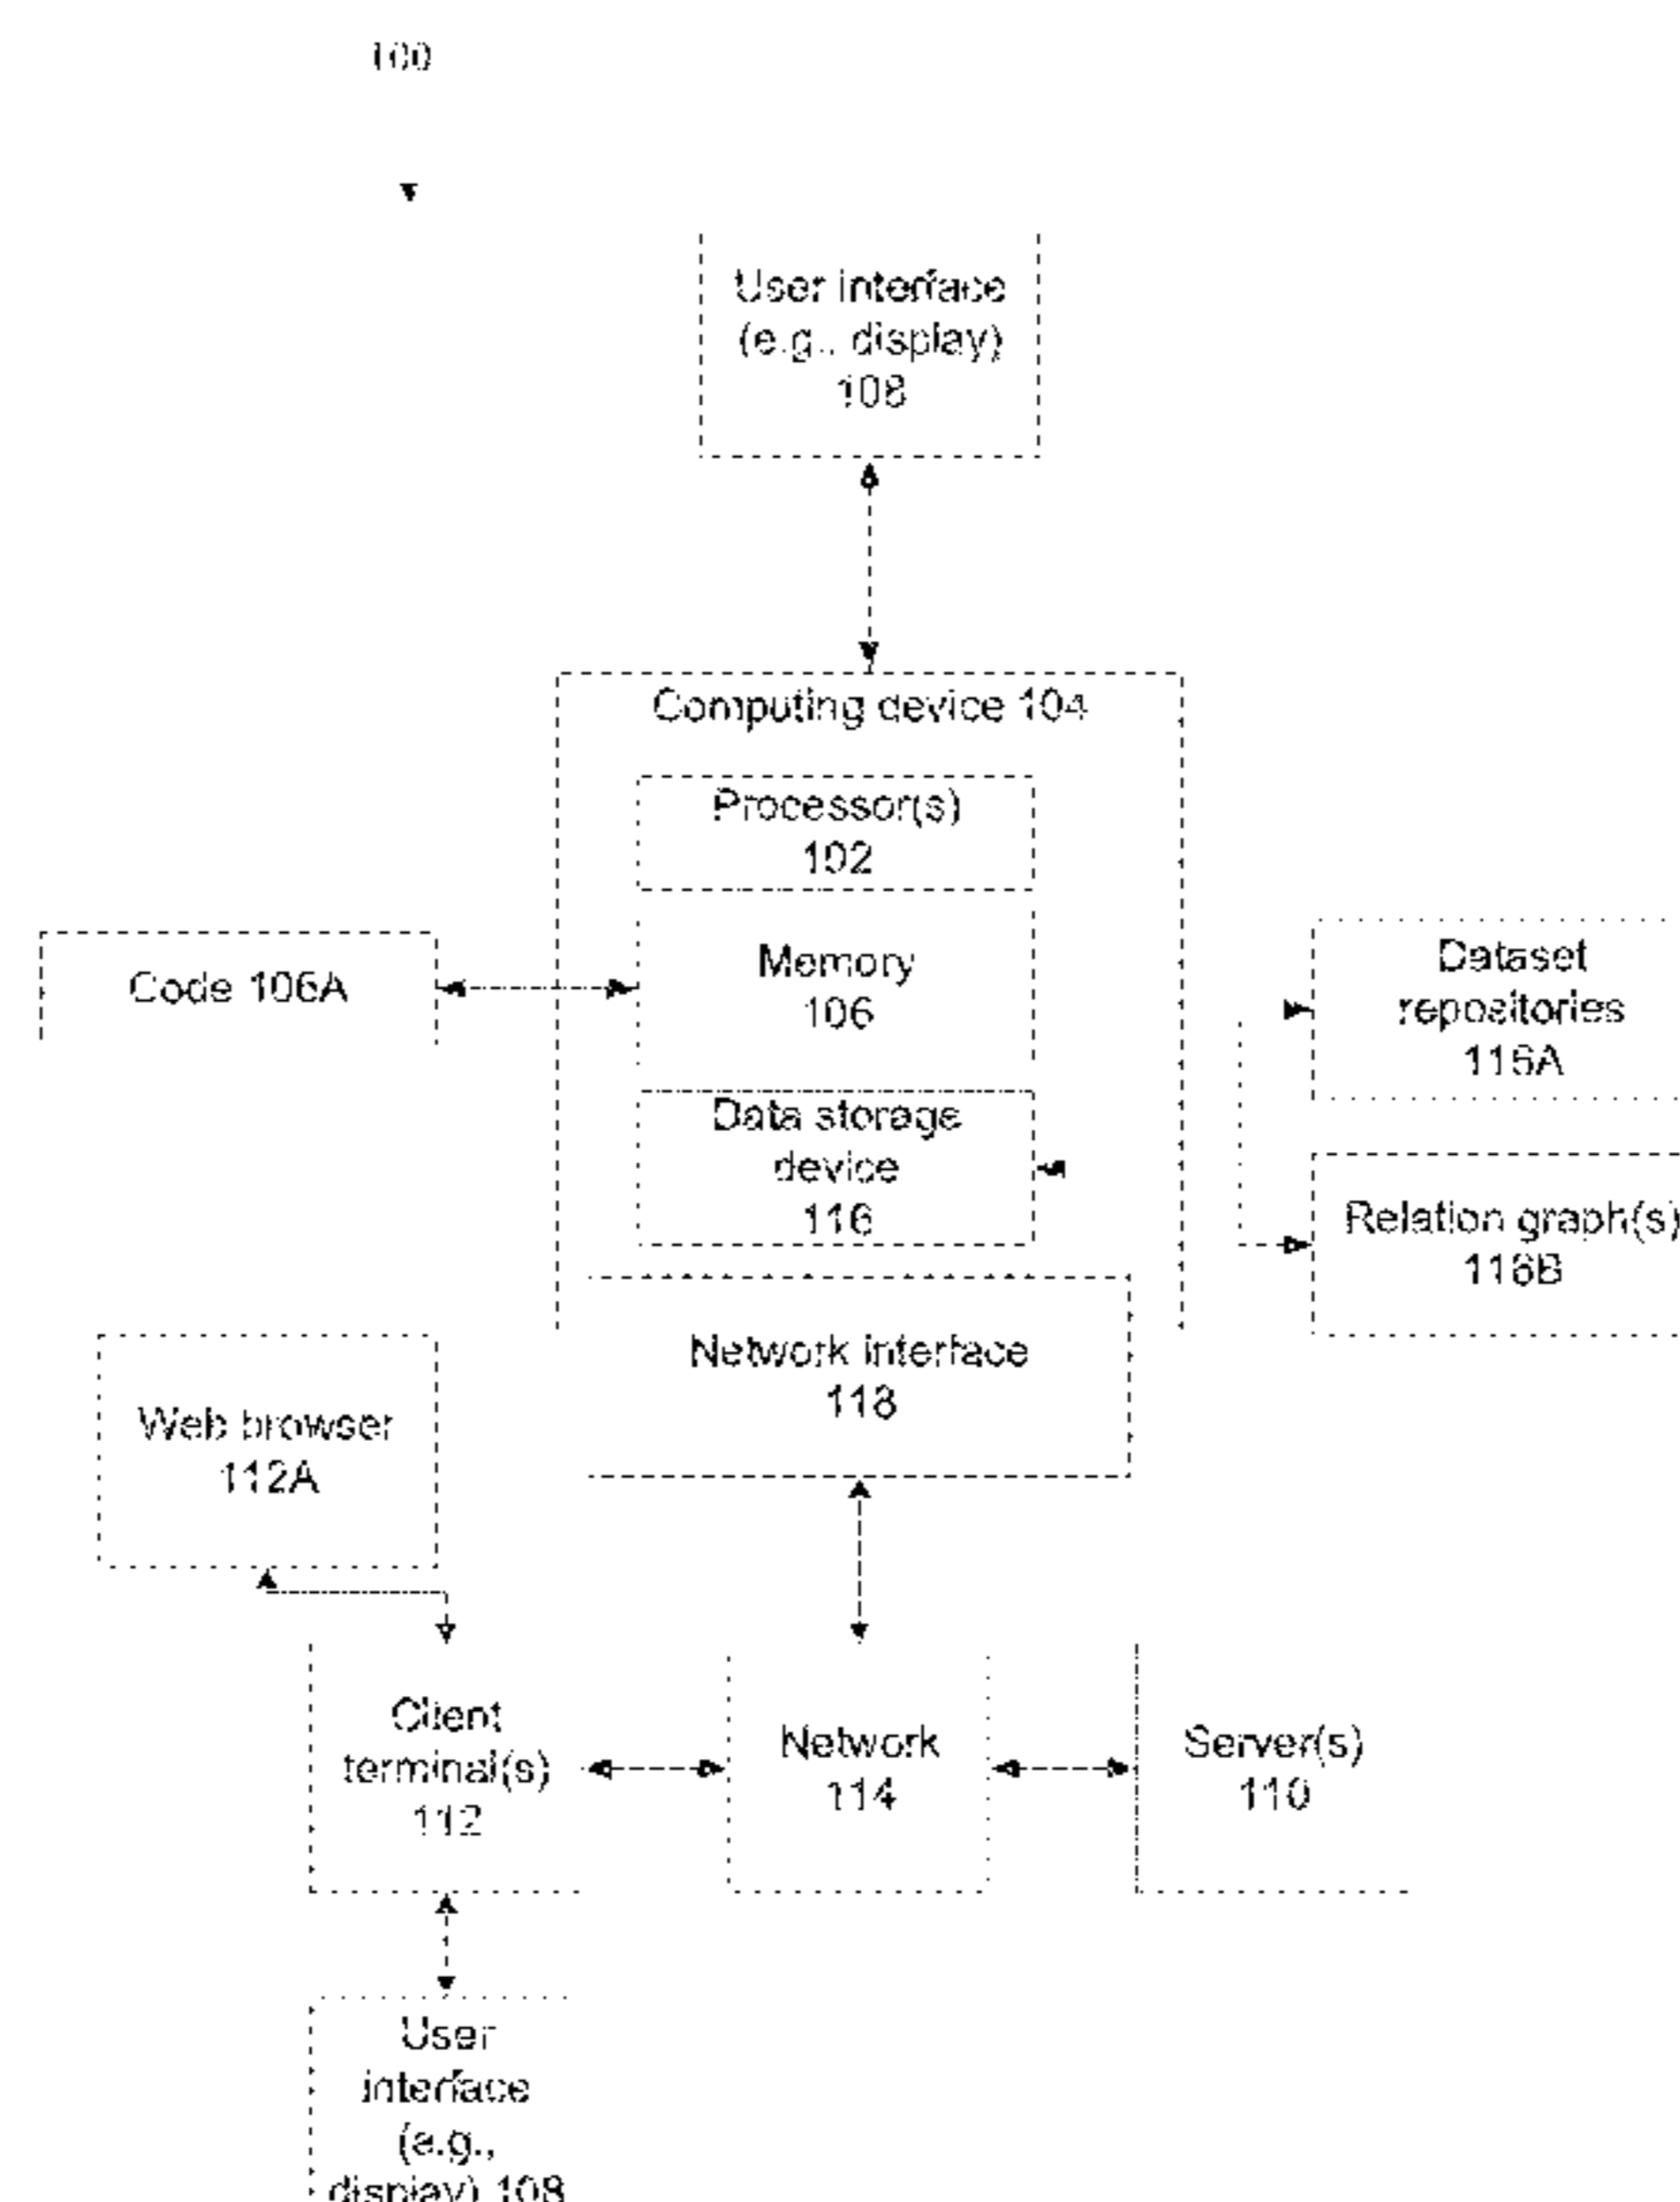 100
User interface
(e.g., display)
108
Computing device 104
Processor(s)
102
Code 106A
Memory
106
Dataset
repositories
116A
Data storage
device
116
Relation graph(s)
116B
Network interface
118
Web browser
112A
Client
terminal(s)
112
Network
114
Server(s)
110
User
interface
(e.g.,
display) 108